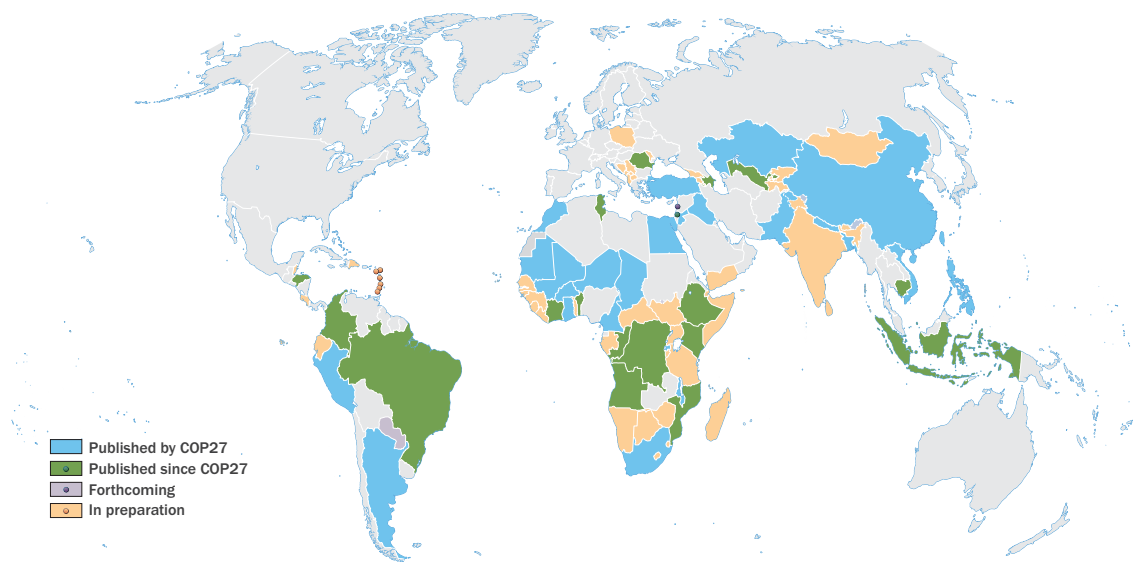 Published by COP27
Published since COP27
Forthcoming
In preparation